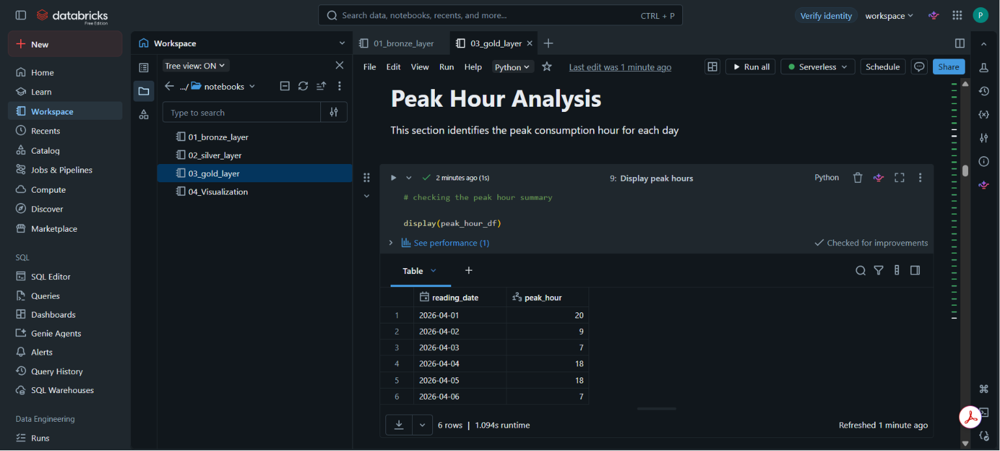 databricks
Free Edition
Search data, notebooks, recents, and more...
CTRL + P
Verify identity
workspace
P
New
Home
Learn
Workspace
Recents
Catalog
Jobs & Pipelines
Compute
Discover
Marketplace
SQL
SQL Editor
Queries
Dashboards
Genie Agents
Alerts
Query History
SQL Warehouses
Data Engineering
Runs
Workspace
Tree view: ON
.../ notebooks
Type to search
01_bronze_layer
02_silver_layer
03_gold_layer
04_Visualization
01_bronze_layer
03_gold_layer
File Edit View Run Help Python Last edit was 1 minute ago
Run all
Serverless
Schedule
Share
Peak Hour Analysis
This section identifies the peak consumption hour for each day
2 minutes ago (1s)
9: Display peak hours
Python
# checking the peak hour summary
display(peak_hour_df)
See performance (1)
Checked for improvements
Table
reading_date peak_hour
1 2026-04-01 20
2 2026-04-02 9
3 2026-04-03 7
4 2026-04-04 18
5 2026-04-05 18
6 2026-04-06 7
6 rows | 1.094s runtime
Refreshed 1 minute ago